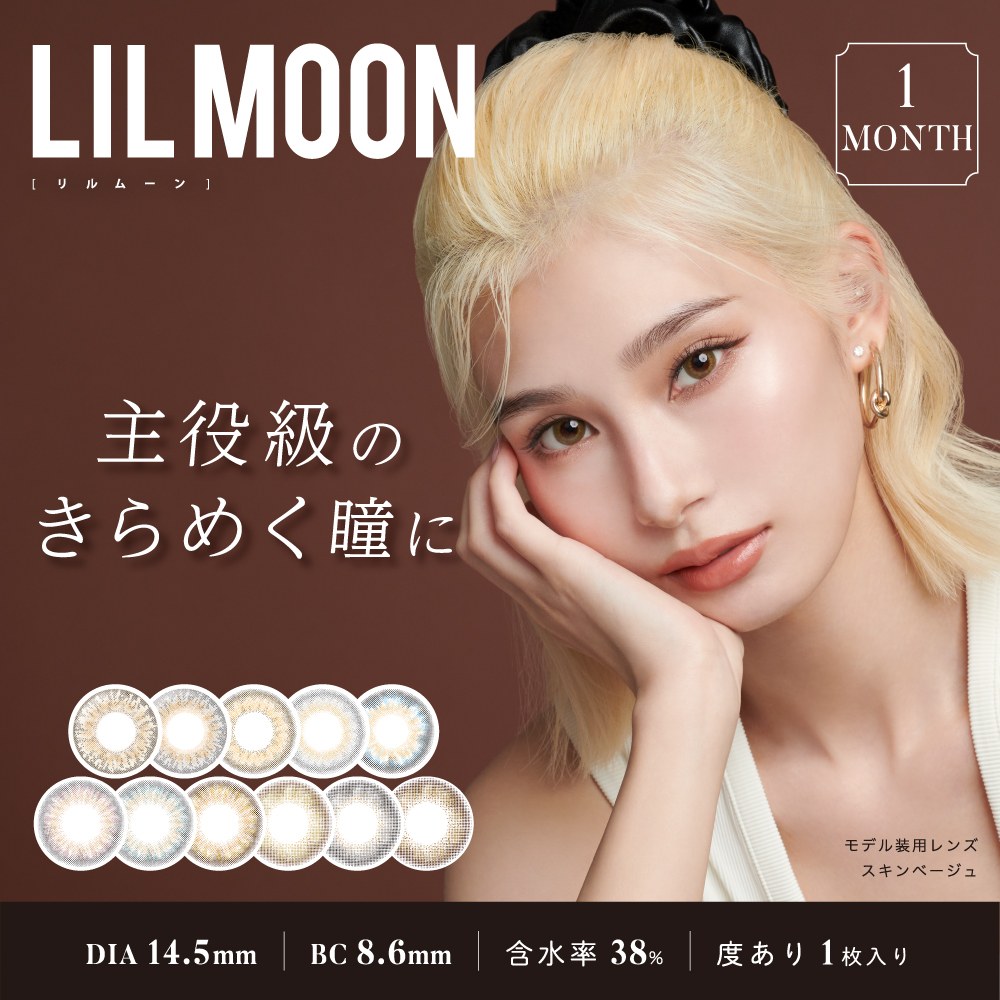 LIL MOON
[リルムーン]
1
MONTH
主役級の
きらめく瞳に
モデル装用レンズ
スキンベージュ
DIA 14.5mm
BC 8.6mm
含水率 38%
度あり 1枚入り